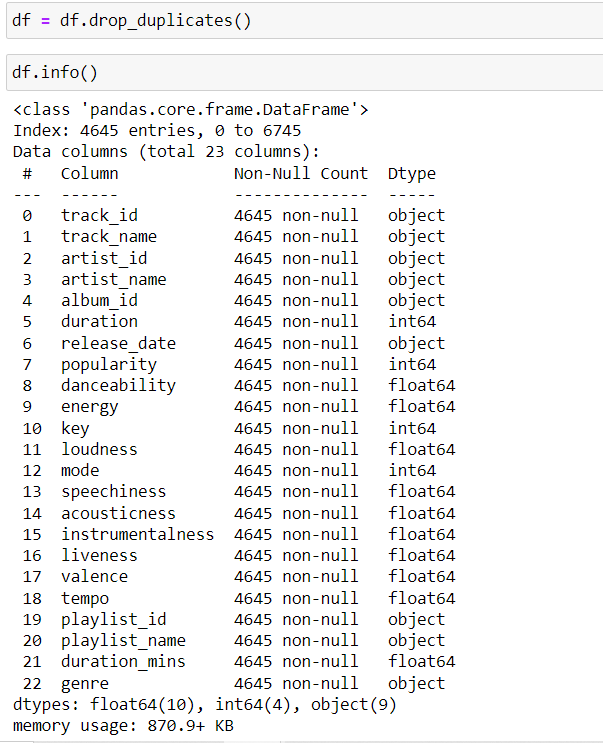 df = df.drop_duplicates()
df.info()
<class 'pandas.core.frame.DataFrame'>
Index: 4645 entries, 0 to 6745
Data columns (total 23 columns):
 #   Column            Non-Null Count  Dtype
---  ------            --------------  -----
 0   track_id          4645 non-null   object
 1   track_name        4645 non-null   object
 2   artist_id         4645 non-null   object
 3   artist_name       4645 non-null   object
 4   album_id          4645 non-null   object
 5   duration          4645 non-null   int64
 6   release_date      4645 non-null   object
 7   popularity        4645 non-null   int64
 8   danceability      4645 non-null   float64
 9   energy            4645 non-null   float64
 10  key               4645 non-null   int64
 11  loudness          4645 non-null   float64
 12  mode              4645 non-null   int64
 13  speechiness       4645 non-null   float64
 14  acousticness      4645 non-null   float64
 15  instrumentalness  4645 non-null   float64
 16  liveness          4645 non-null   float64
 17  valence           4645 non-null   float64
 18  tempo             4645 non-null   float64
 19  playlist_id       4645 non-null   object
 20  playlist_name     4645 non-null   object
 21  duration_mins     4645 non-null   float64
 22  genre             4645 non-null   object
dtypes: float64(10), int64(4), object(9)
memory usage: 870.9+ KB